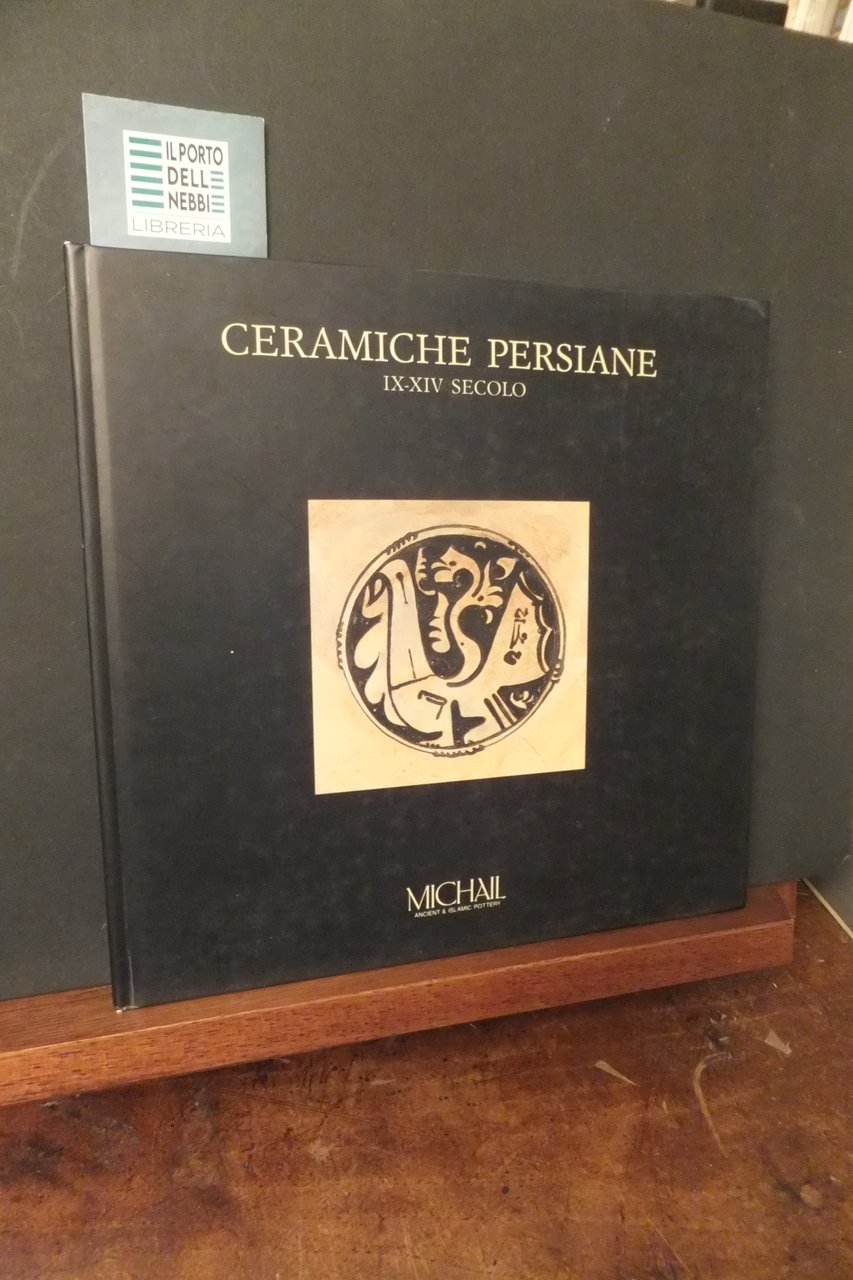 IL PORTO
DELL
NEBBI
LIBRERIA
CERAMICHE PERSIANE
IX-XIV SECOLO
MICHAIL
ANCIENT & ISLAMIC POTTERY